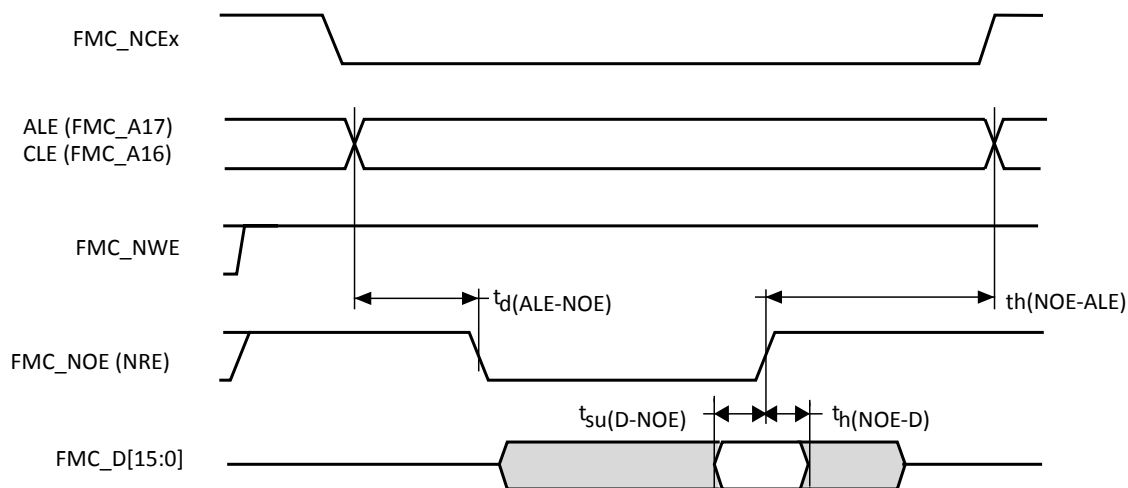 FMC_NCEx
ALE (FMC_A17)
CLE (FMC_A16)
FMC_NWE
td(ALE-NOE)
th(NOE-ALE)
FMC_NOE (NRE)
tsu(D-NOE)
th(NOE-D)
FMC_D[15:0]